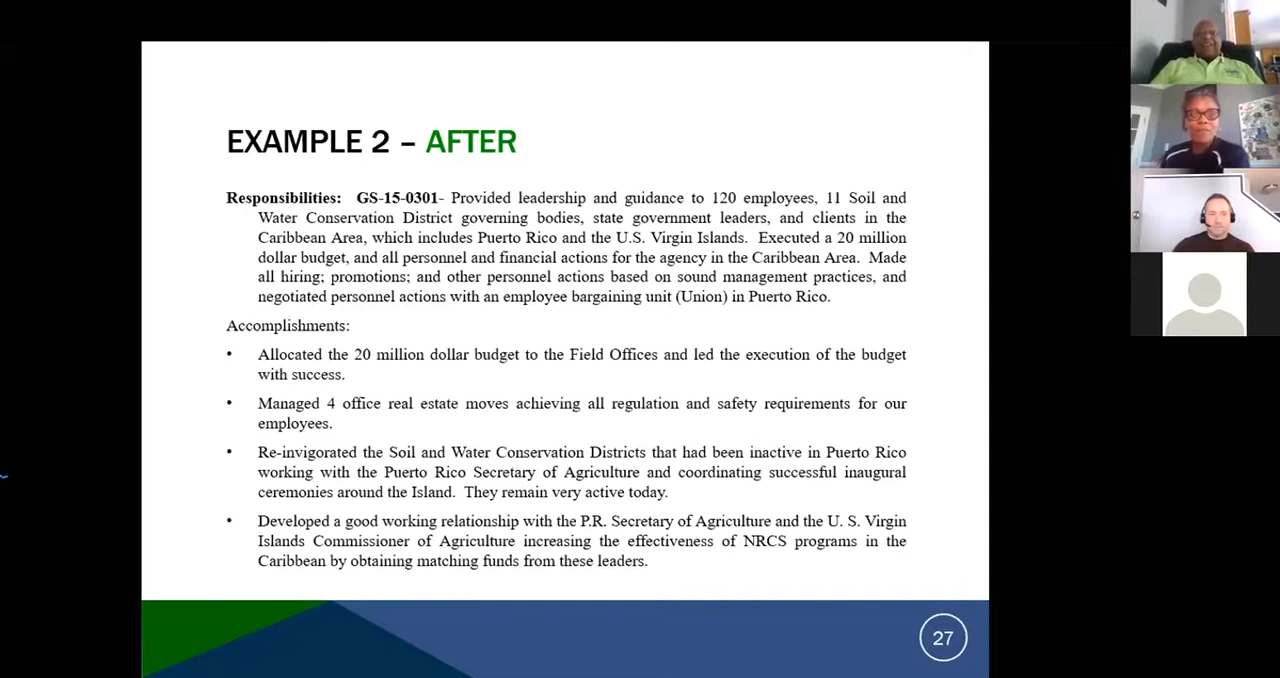 EXAMPLE 2 – AFTER
Responsibilities: GS-15-0301- Provided leadership and guidance to 120 employees, 11 Soil and
Water Conservation District governing bodies, state government leaders, and clients in the
Caribbean Area, which includes Puerto Rico and the U.S. Virgin Islands. Executed a 20 million
dollar budget, and all personnel and financial actions for the agency in the Caribbean Area. Made
all hiring; promotions; and other personnel actions based on sound management practices, and
negotiated personnel actions with an employee bargaining unit (Union) in Puerto Rico.
Accomplishments:
• Allocated the 20 million dollar budget to the Field Offices and led the execution of the budget
with success.
• Managed 4 office real estate moves achieving all regulation and safety requirements for our
employees.
• Re-invigorated the Soil and Water Conservation Districts that had been inactive in Puerto Rico
working with the Puerto Rico Secretary of Agriculture and coordinating successful inaugural
ceremonies around the Island. They remain very active today.
• Developed a good working relationship with the P.R. Secretary of Agriculture and the U. S. Virgin
Islands Commissioner of Agriculture increasing the effectiveness of NRCS programs in the
Caribbean by obtaining matching funds from these leaders.
27